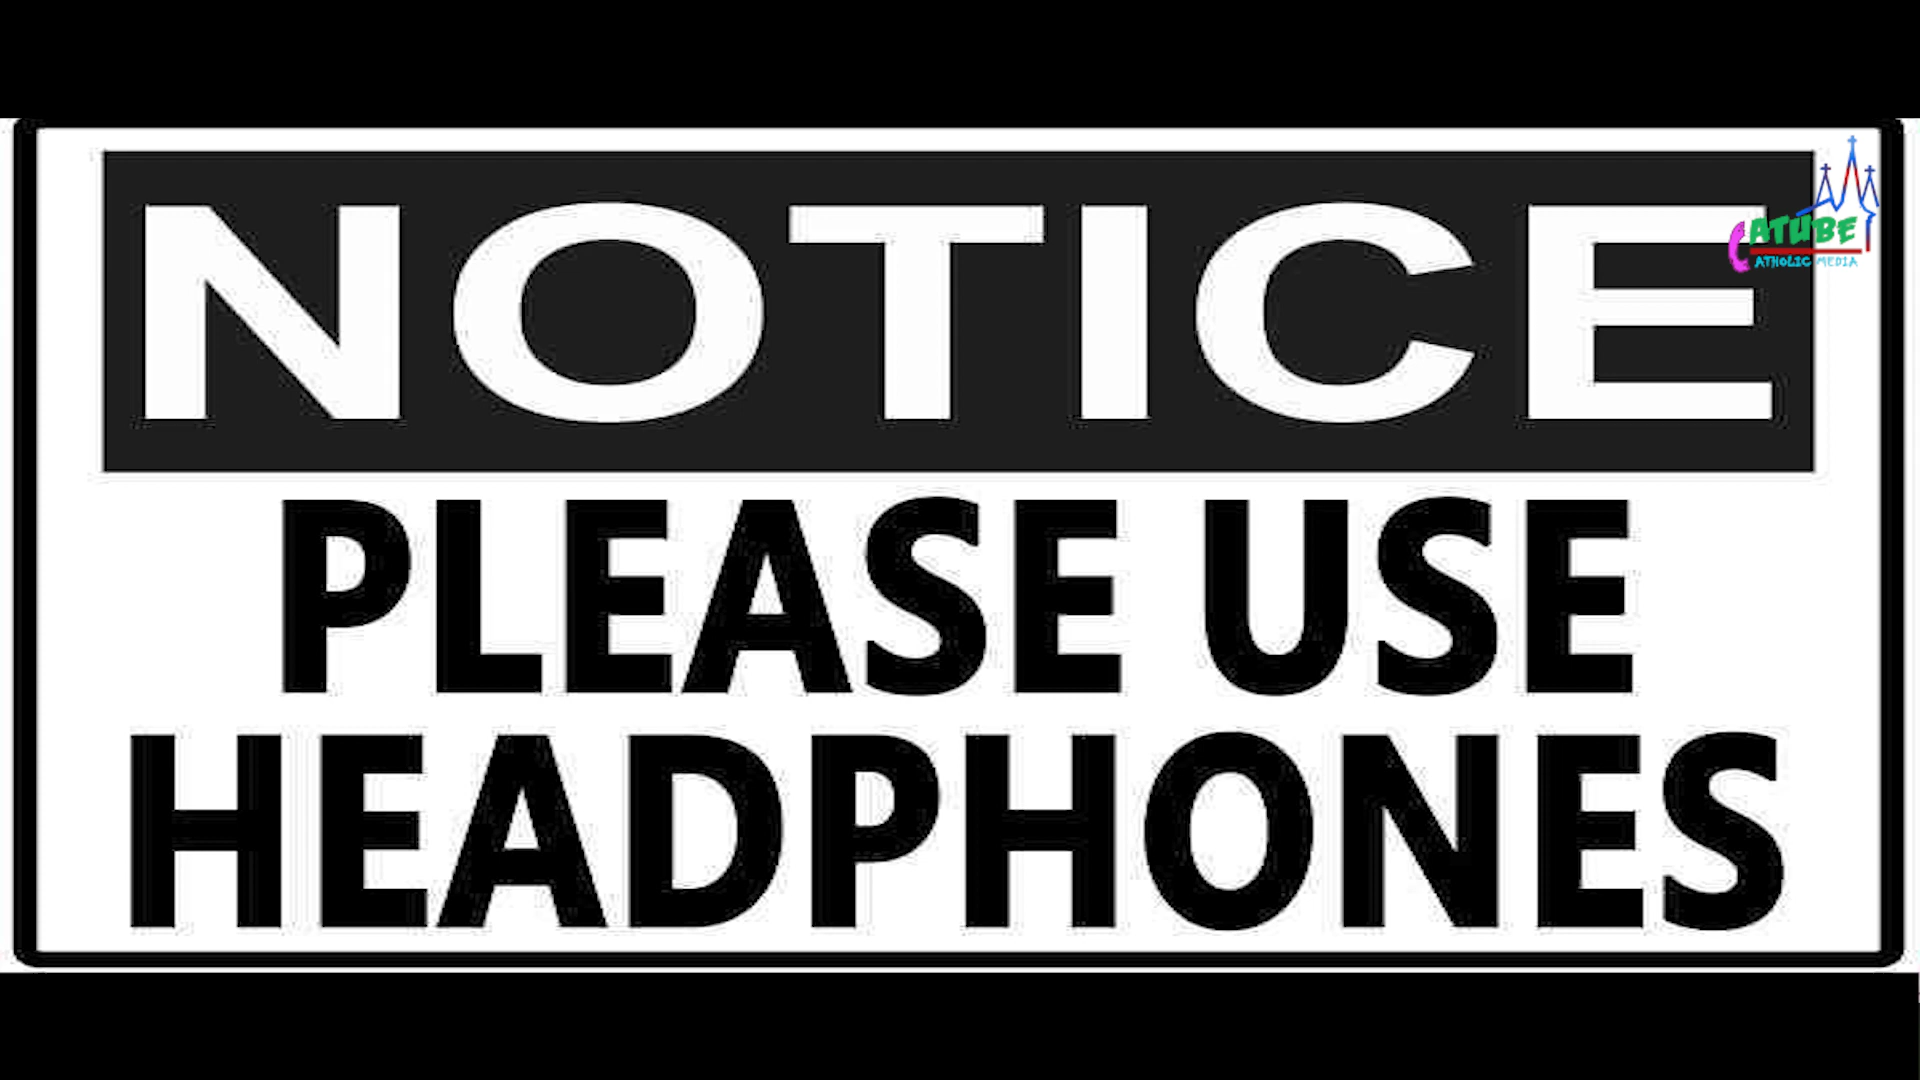 NOTICE
CATUBE
CATHOLIC MEDIA
PLEASE USE
HEADPHONES